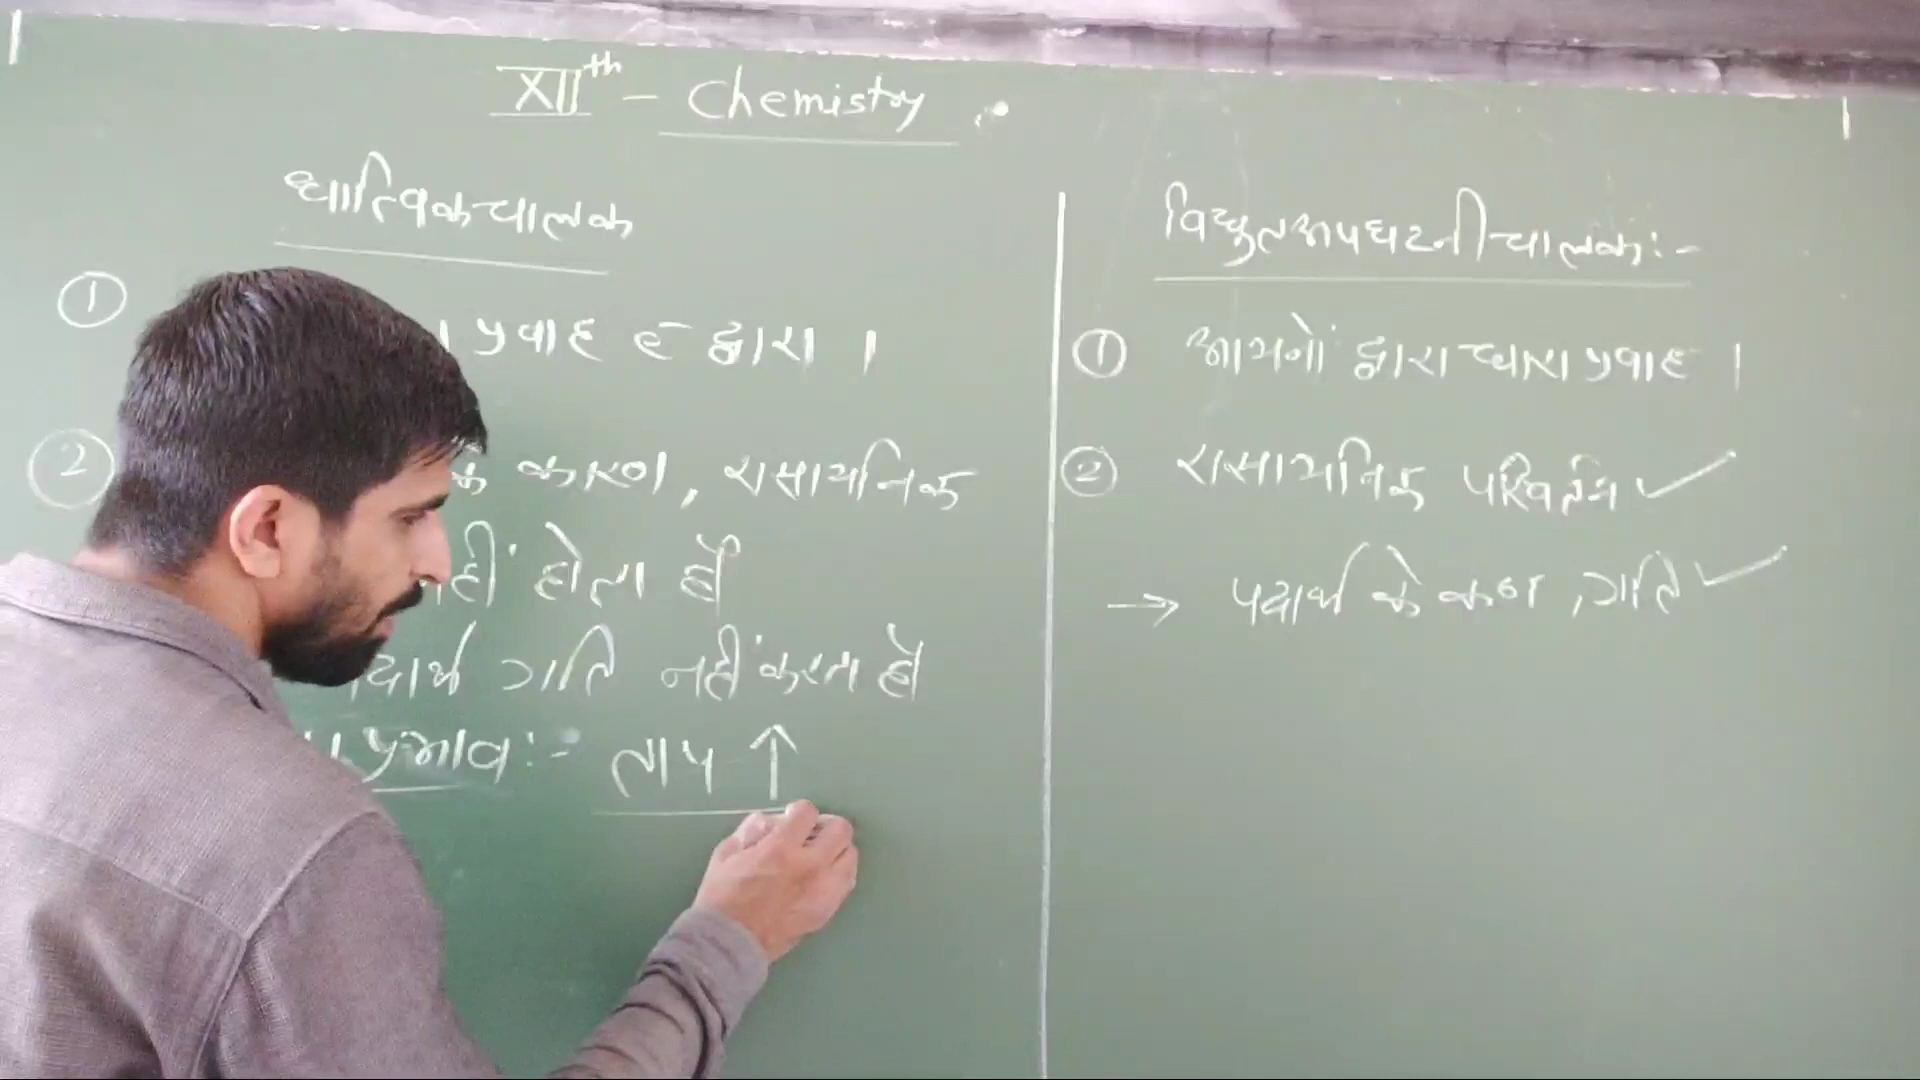 XIIth - Chemistry
धात्विक चालक
① प्रवाह e⁻ द्वारा ।
② के कारण, रासायनिक
नहीं होता है
पदार्थ गति नहीं करता है
प्रभाव :- ताप ↑
विद्युत अपघटनी चालक :-
① आयनों द्वारा धारा प्रवाह ।
② रासायनिक परिवर्तन ✓
→ पदार्थ के कण, गति ✓